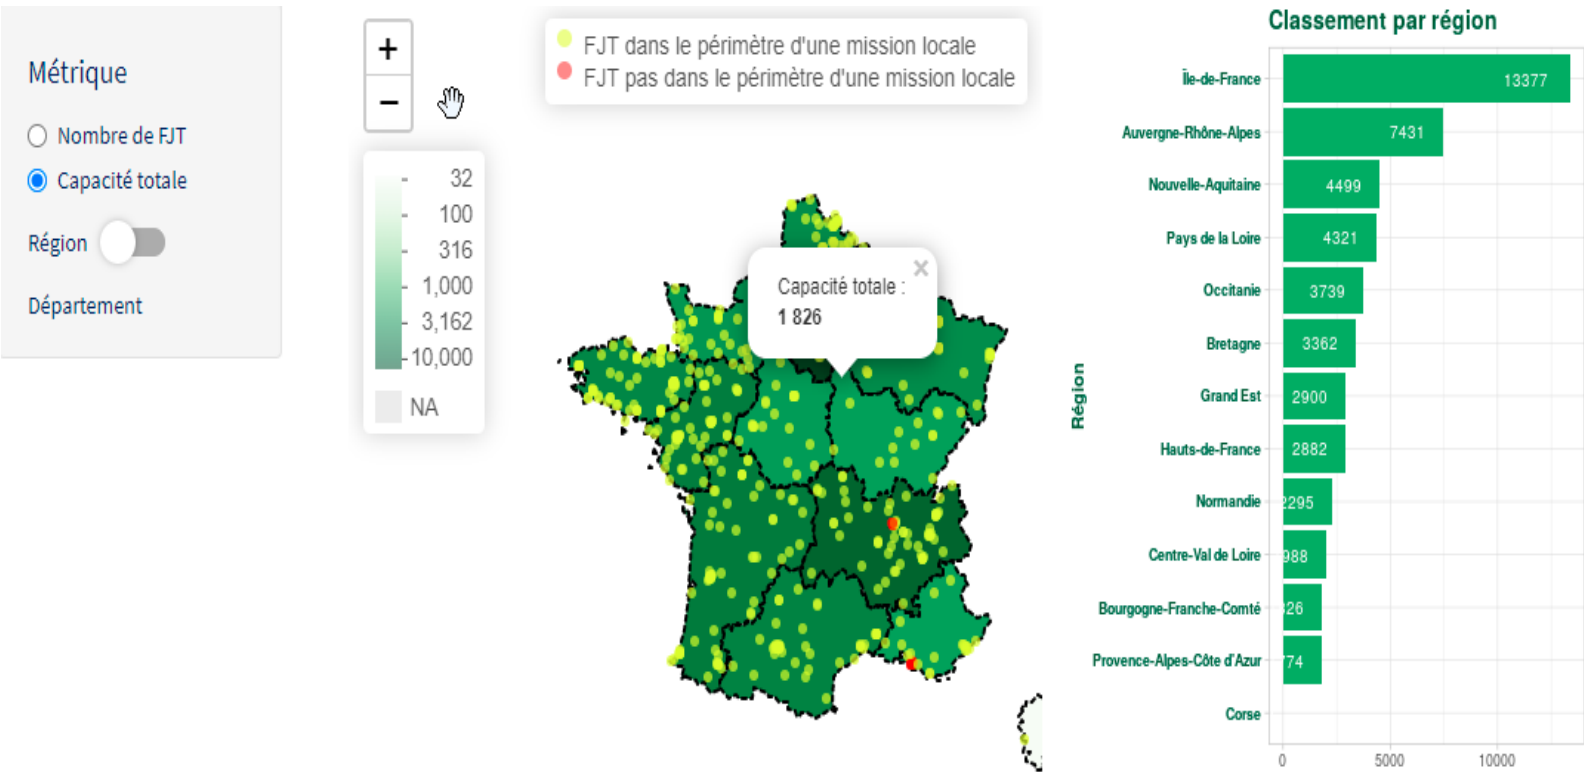 Métrique
Nombre de FJT
Capacité totale
Région
Département
+
−
32
100
316
1,000
3,162
10,000
NA
FJT dans le périmètre d'une mission locale
FJT pas dans le périmètre d'une mission locale
×
Capacité totale :
1 826
Classement par région
Région
Île-de-France 13377
Auvergne-Rhône-Alpes 7431
Nouvelle-Aquitaine 4499
Pays de la Loire 4321
Occitanie 3739
Bretagne 3362
Grand Est 2900
Hauts-de-France 2882
Normandie 2295
Centre-Val de Loire 988
Bourgogne-Franche-Comté 26
Provence-Alpes-Côte d'Azur 74
Corse
0 5000 10000